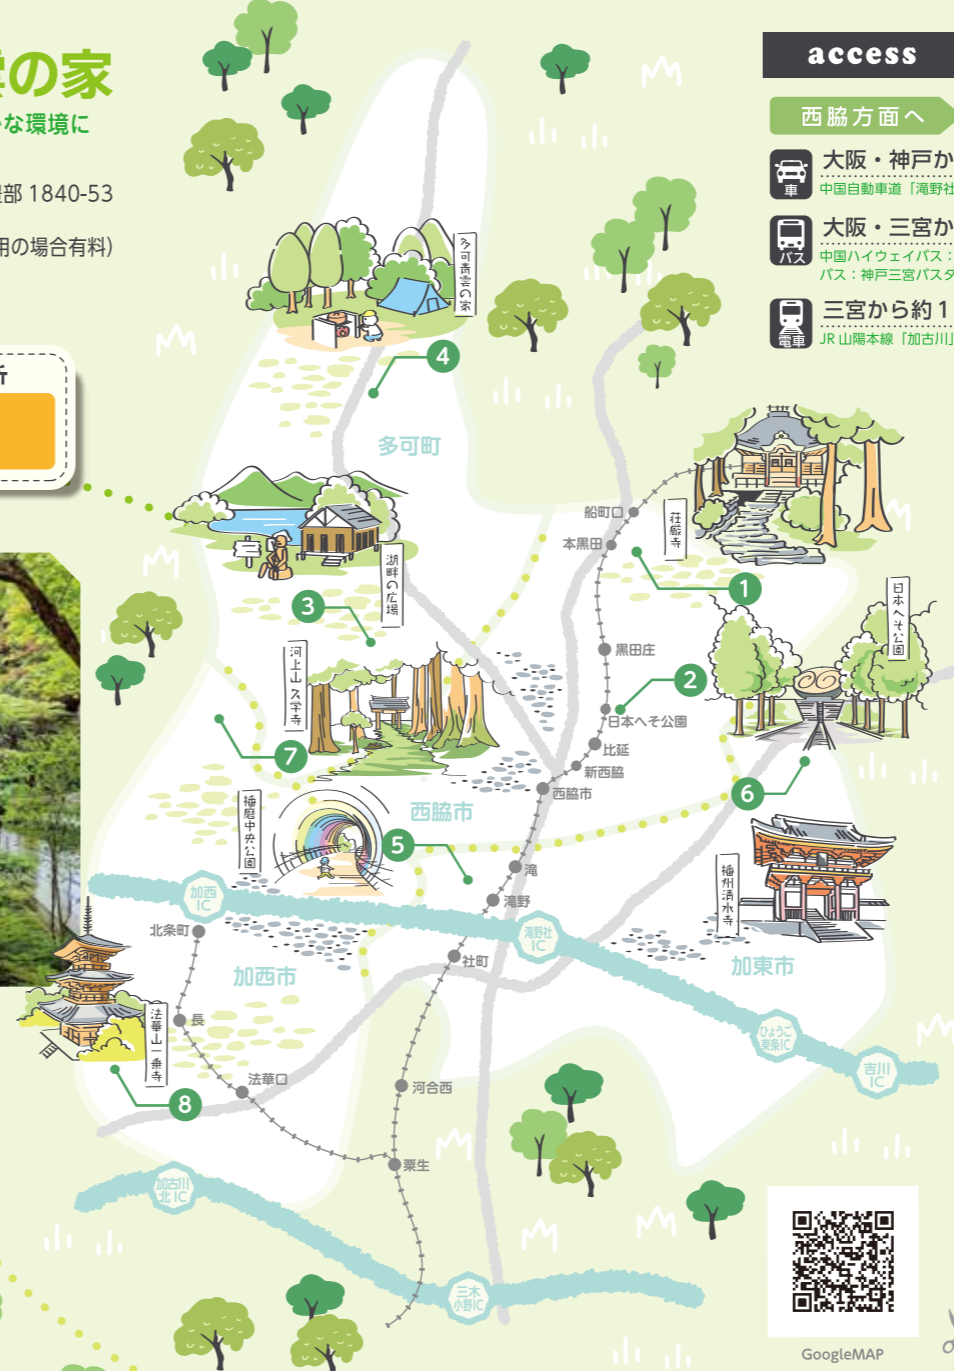 の家
な環境に
部 1840-53
用の場合有料)
所
access
西脇方面へ
車
大阪・神戸か
中国自動車道「滝野社
バス
大阪・三宮か
中国ハイウェイバス：
バス：神戸三宮バスタ
電車
三宮から約 1
JR 山陽本線「加古川」
多可青雲の家
4
多可町
船町口
本黒田
荘厳寺
1
湖畔の広場
3
日本へそ公園
黒田庄
2
日本へそ公園
河上山 久学寺
7
比延
新西脇
西脇市
6
播磨中央公園
西脇市
5
滝
滝野
播州清水寺
加西
IC
北条町
滝野社
IC
社町
加西市
加東市
法華山一乗寺
長
ひょうご
東条IC
吉川
IC
法華口
河合西
8
粟生
加古川
北 IC
三木
小野IC
GoogleMAP